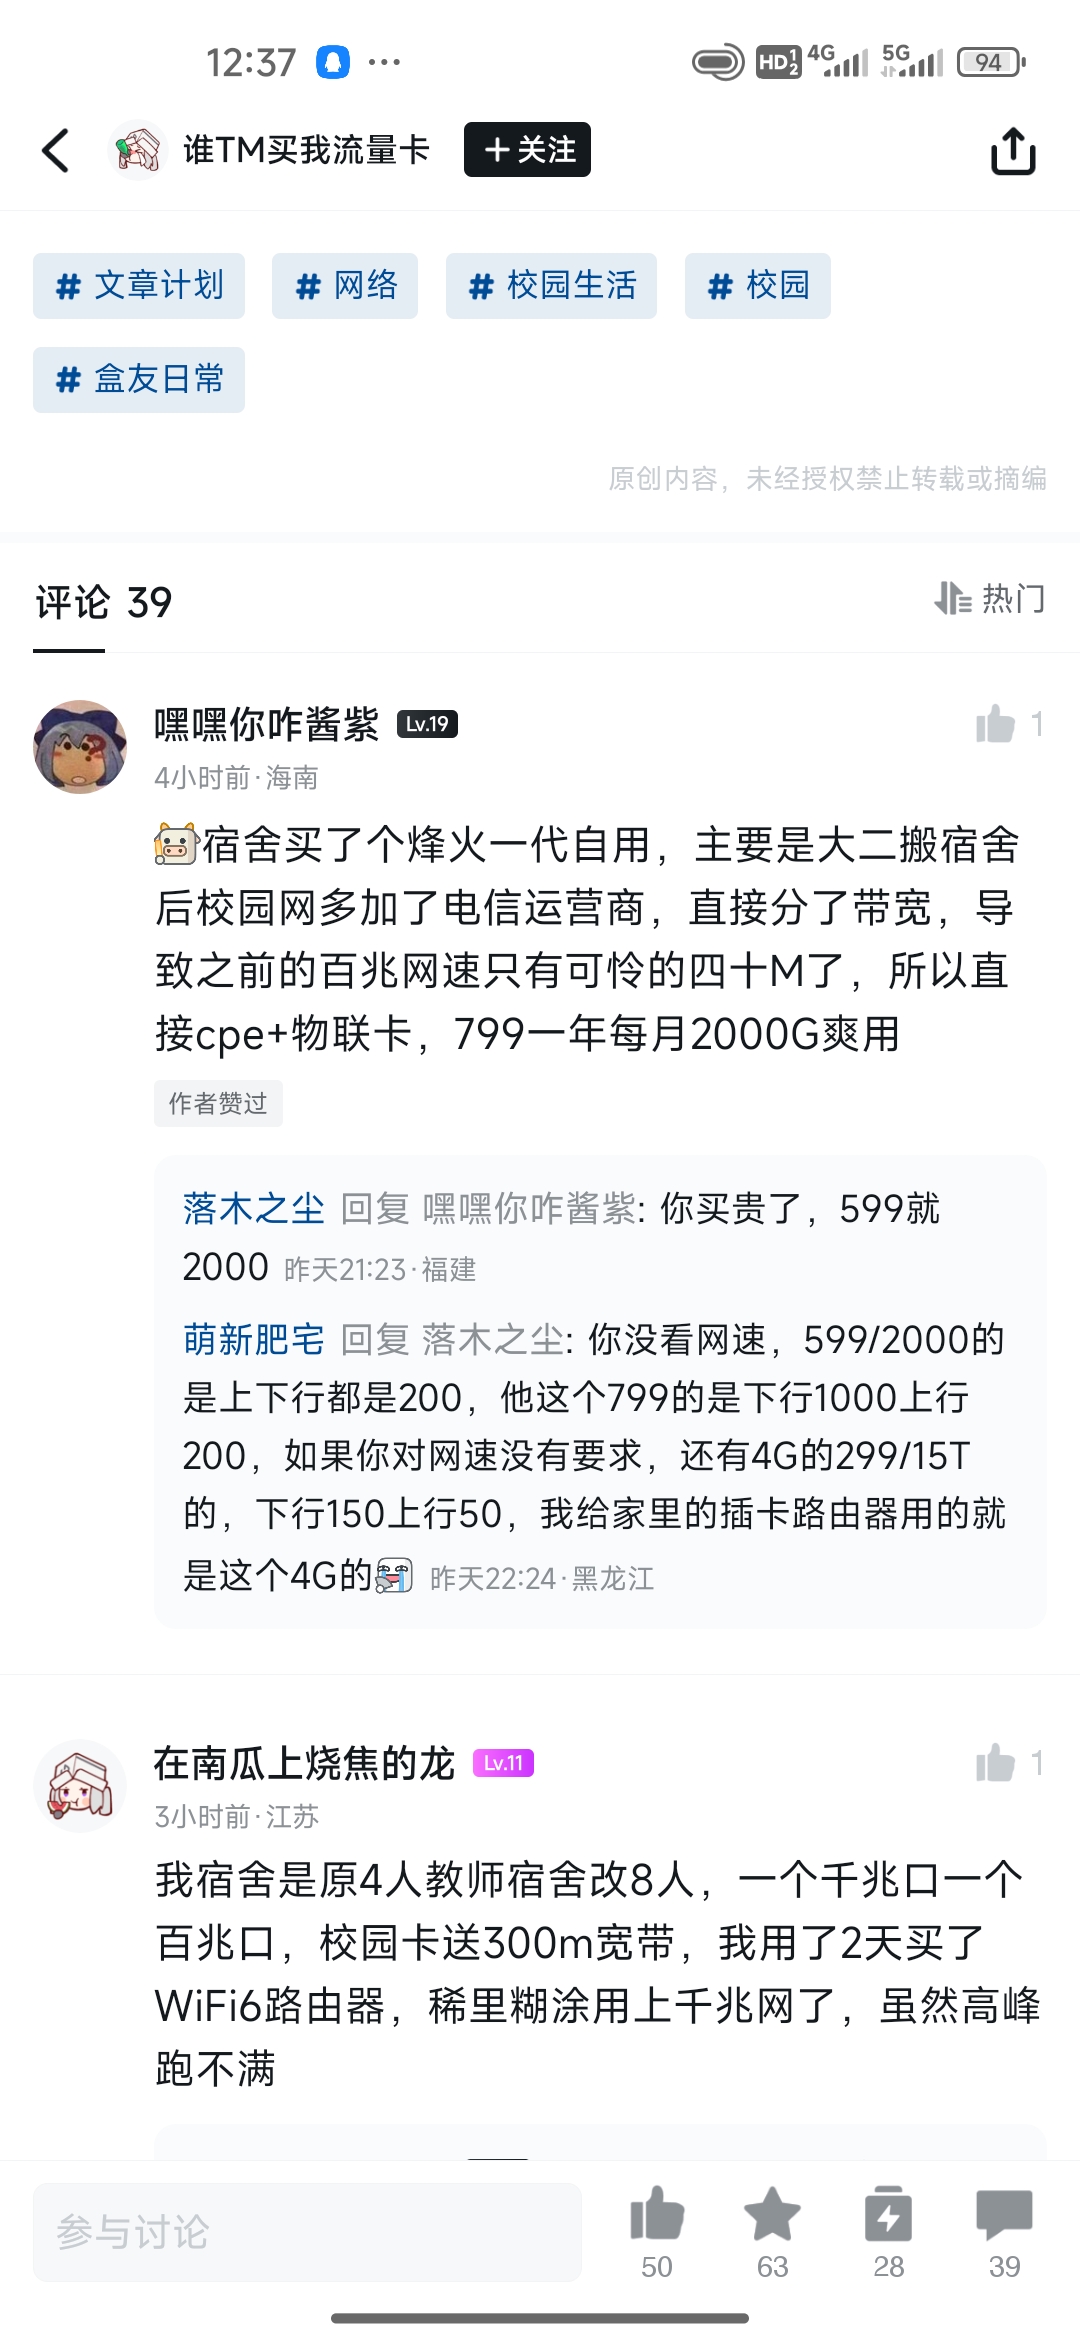 12:37 ··· HD 1 2 4G 5G 94
谁TM买我流量卡 +关注
# 文章计划 # 网络 # 校园生活 # 校园
# 盒友日常
原创内容，未经授权禁止转载或摘编
评论 39 热门
嘿嘿你咋酱紫 Lv.19 1
4小时前·海南
宿舍买了个烽火一代自用，主要是大二搬宿舍
后校园网多加了电信运营商，直接分了带宽，导
致之前的百兆网速只有可怜的四十M了，所以直
接cpe+物联卡，799一年每月2000G爽用
作者赞过
落木之尘 回复 嘿嘿你咋酱紫: 你买贵了，599就
2000 昨天21:23·福建
萌新肥宅 回复 落木之尘: 你没看网速，599/2000的
是上下行都是200，他这个799的是下行1000上行
200，如果你对网速没有要求，还有4G的299/15T
的，下行150上行50，我给家里的插卡路由器用的就
是这个4G的 昨天22:24·黑龙江
在南瓜上烧焦的龙 Lv.11 1
3小时前·江苏
我宿舍是原4人教师宿舍改8人，一个千兆口一个
百兆口，校园卡送300m宽带，我用了2天买了
WiFi6路由器，稀里糊涂用上千兆网了，虽然高峰
跑不满
参与讨论 50 63 28 39